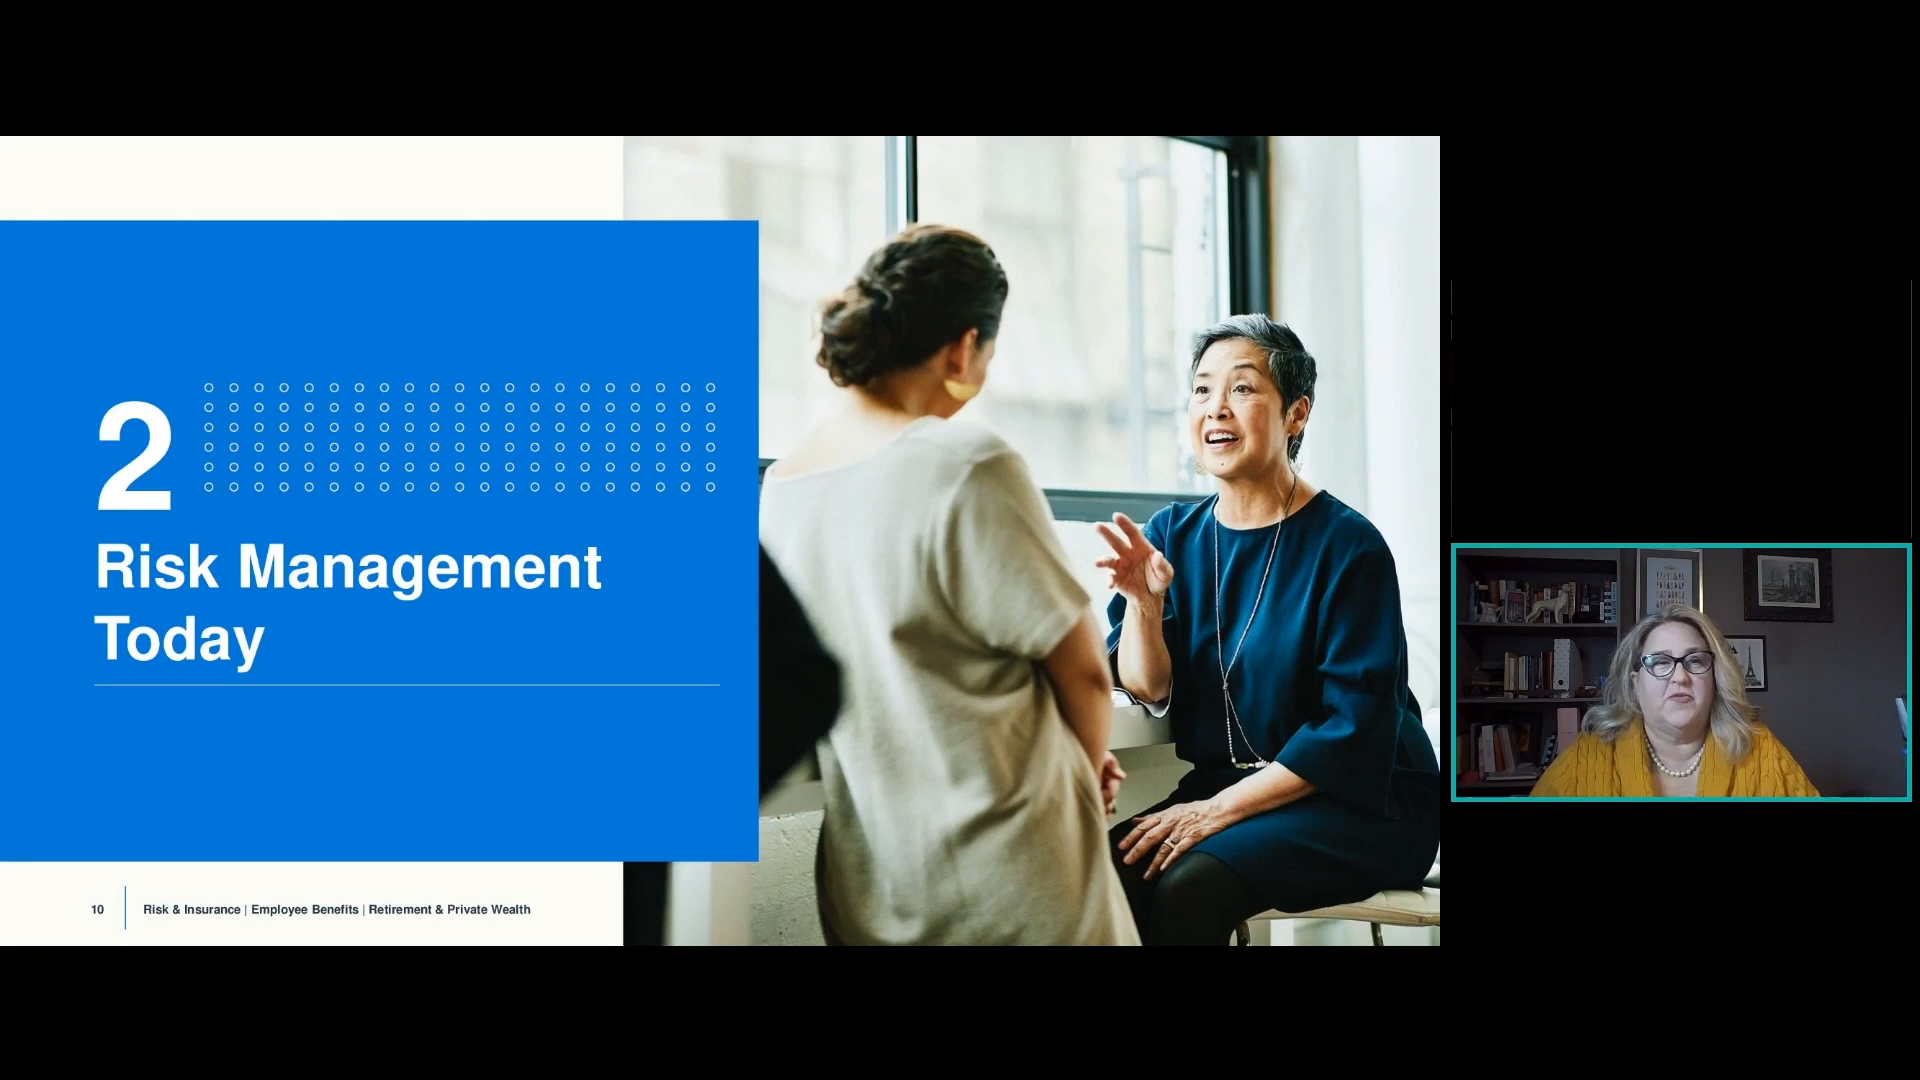 2
Risk Management
Today
10
Risk & Insurance | Employee Benefits | Retirement & Private Wealth